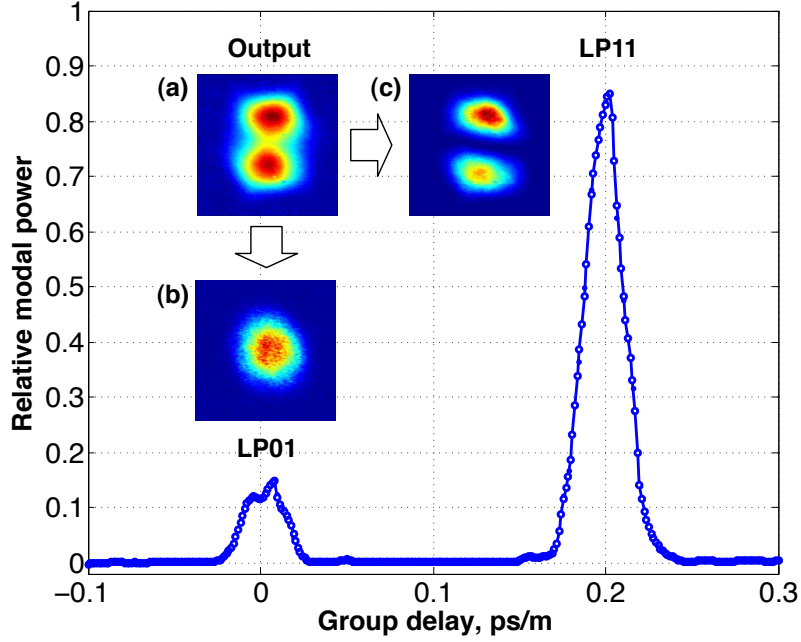 Output
LP11
(a)
(c)
(b)
LP01
Relative modal power
1
0.9
0.8
0.7
0.6
0.5
0.4
0.3
0.2
0.1
0
−0.1
0
0.1
0.2
0.3
Group delay, ps/m